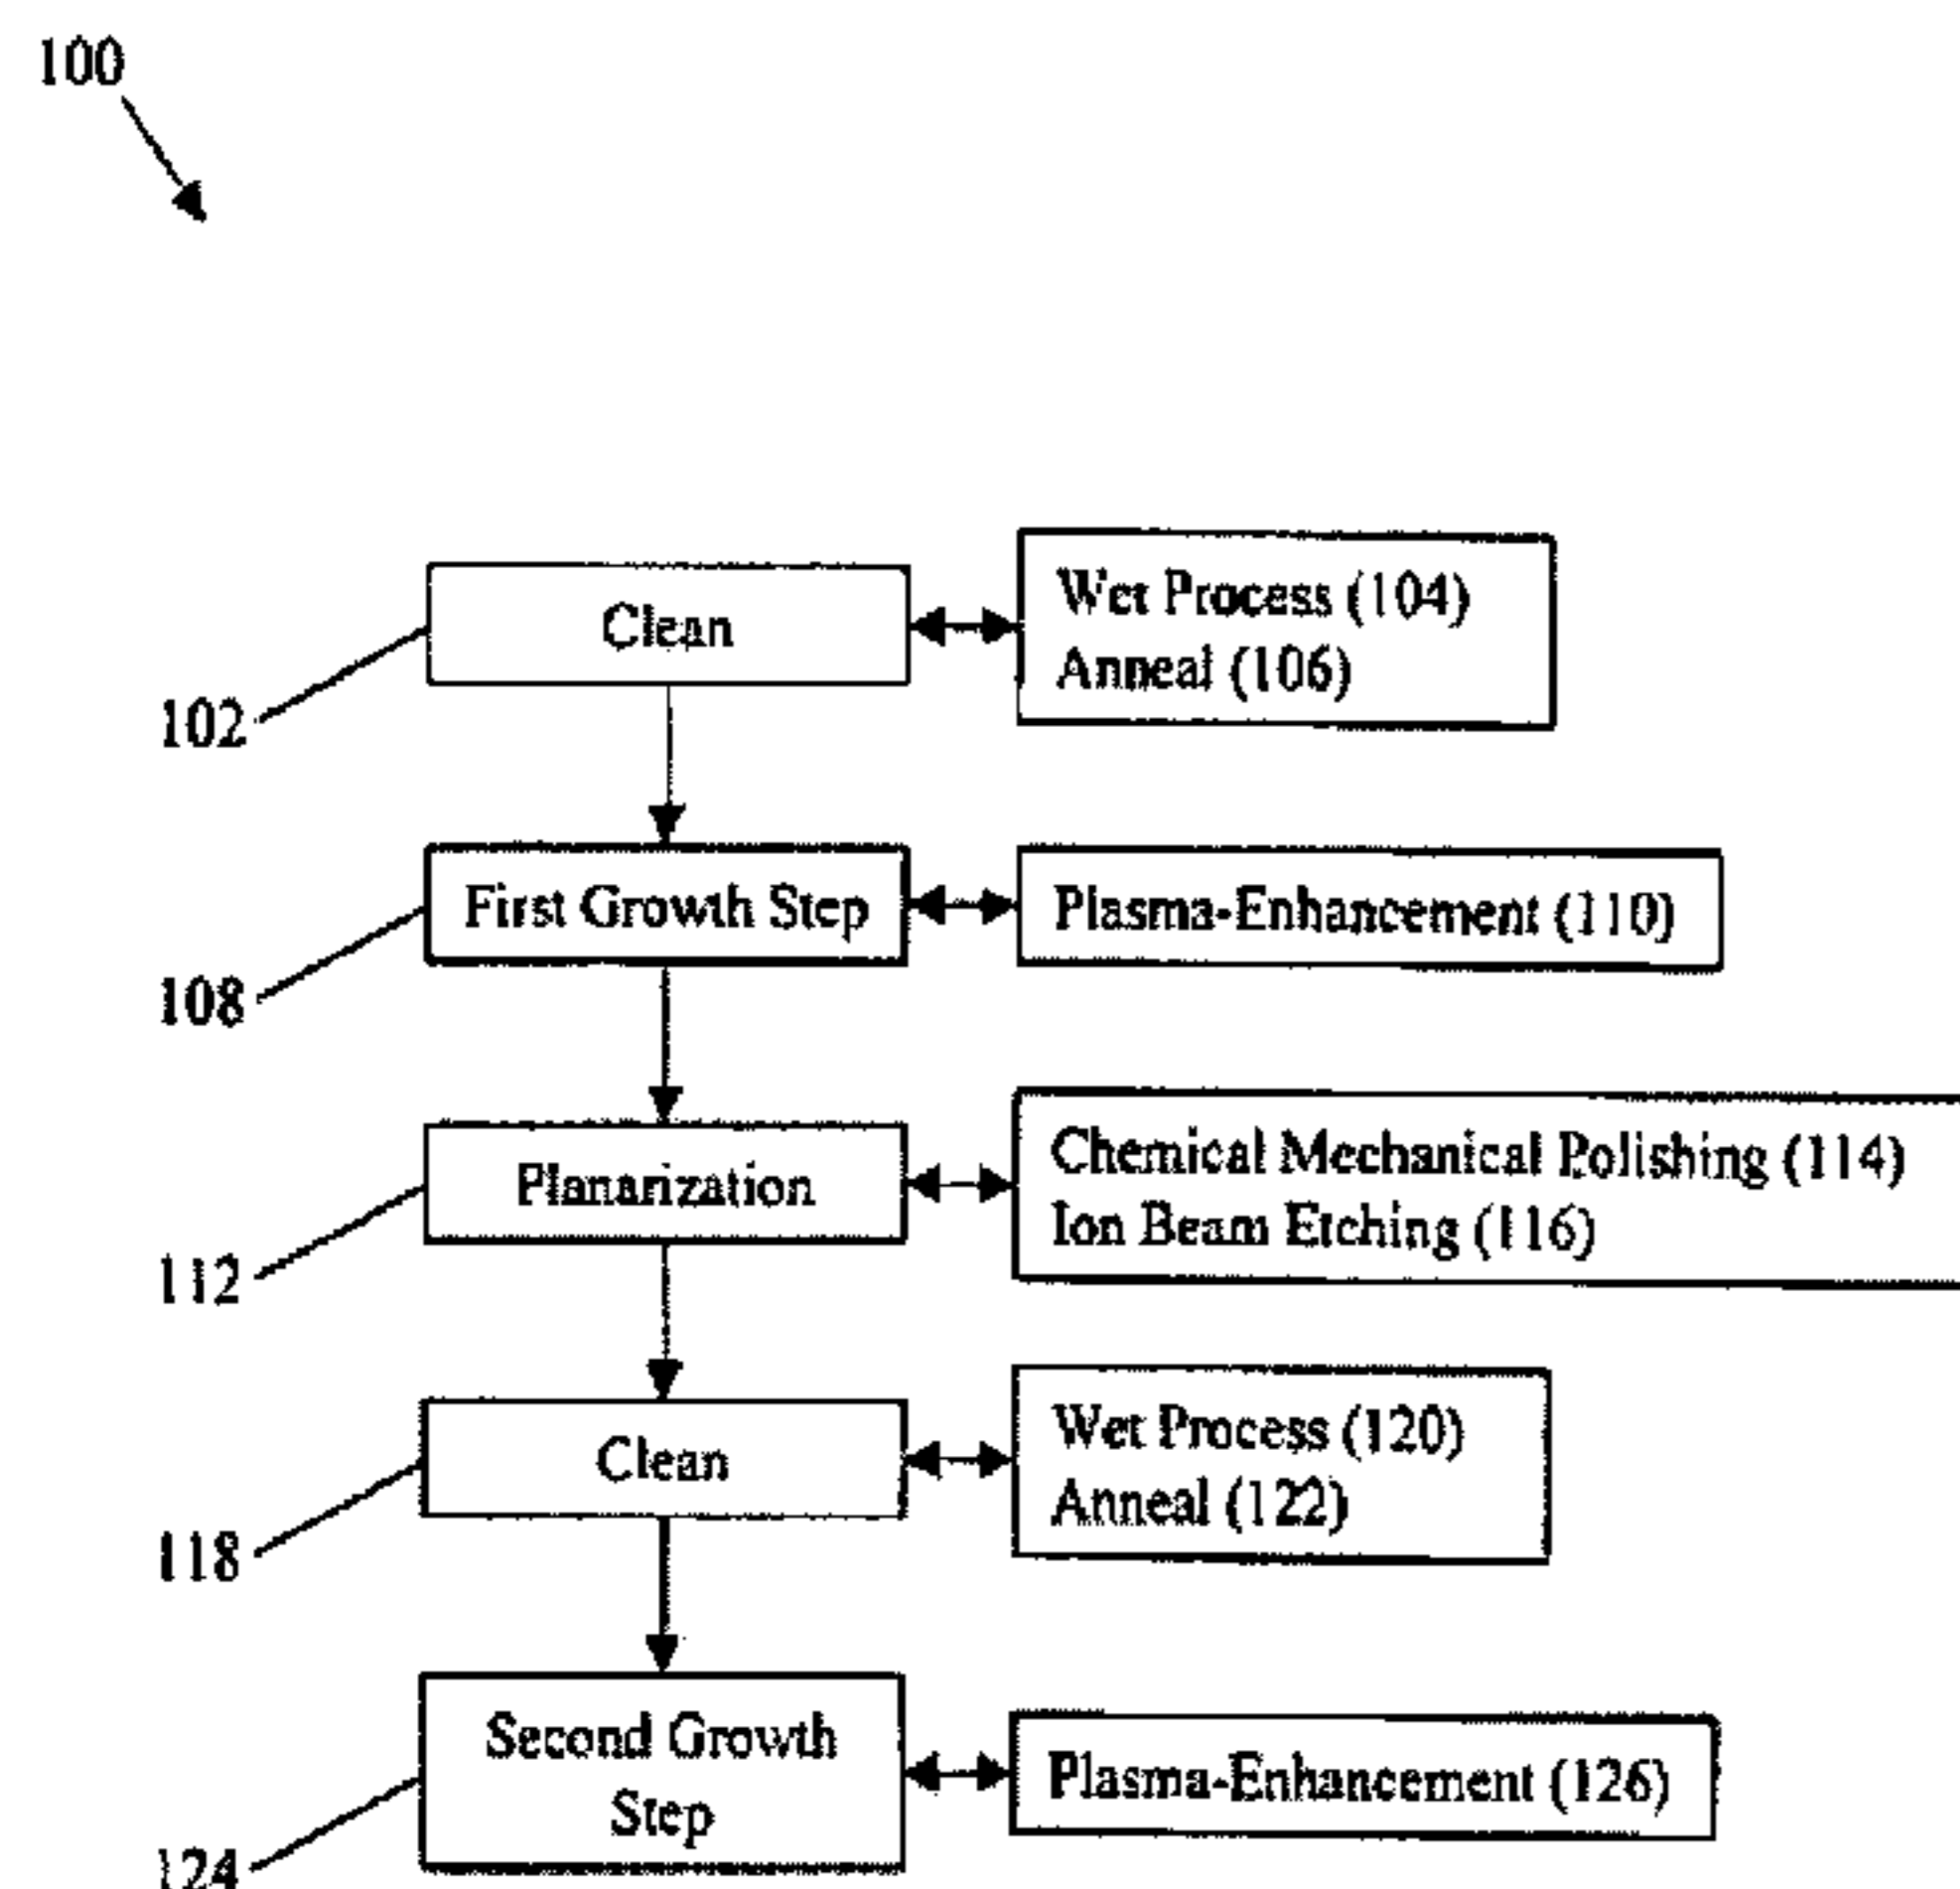 100
Clean
Wet Process (104)
Anneal (106)
102
First Growth Step
Plasma-Enhancement (110)
108
Planarization
Chemical Mechanical Polishing (114)
Ion Beam Etching (116)
112
Clean
Wet Process (120)
Anneal (122)
118
Second Growth
Step
Plasma-Enhancement (126)
124